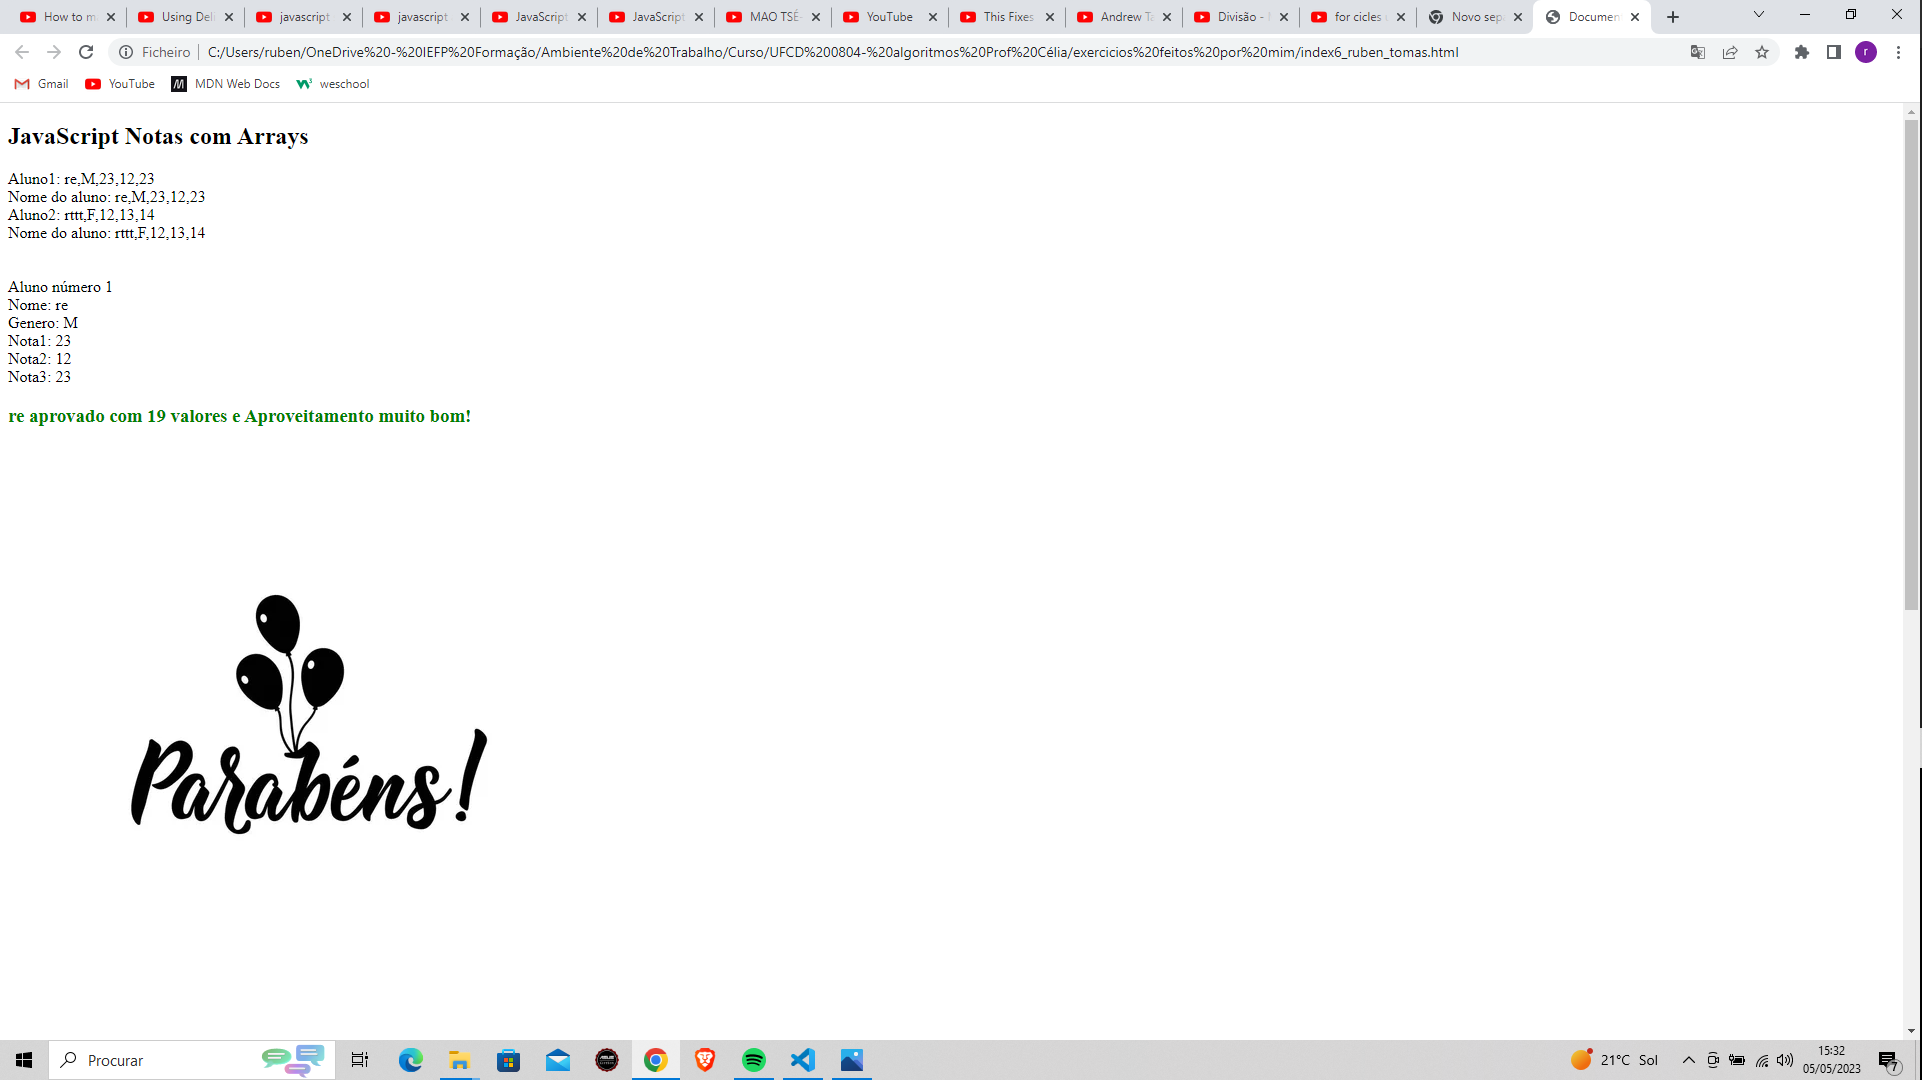 How to m
Using Deli
javascript
javascript
JavaScript
JavaScript
MAO TSÉ-
YouTube
This Fixes
Andrew Ta
Divisão -
for cicles
Novo sepa
Documen
Ficheiro | C:/Users/ruben/OneDrive%20-%20IEFP%20Formação/Ambiente%20de%20Trabalho/Curso/UFCD%200804-%20algoritmos%20Prof%20Célia/exercicios%20feitos%20por%20mim/index6_ruben_tomas.html
r
Gmail YouTube MDN Web Docs weschool
JavaScript Notas com Arrays
Aluno1: re,M,23,12,23
Nome do aluno: re,M,23,12,23
Aluno2: rttt,F,12,13,14
Nome do aluno: rttt,F,12,13,14
Aluno número 1
Nome: re
Genero: M
Nota1: 23
Nota2: 12
Nota3: 23
re aprovado com 19 valores e Aproveitamento muito bom!
Parabéns!
Procurar
21°C Sol
15:32
05/05/2023
7